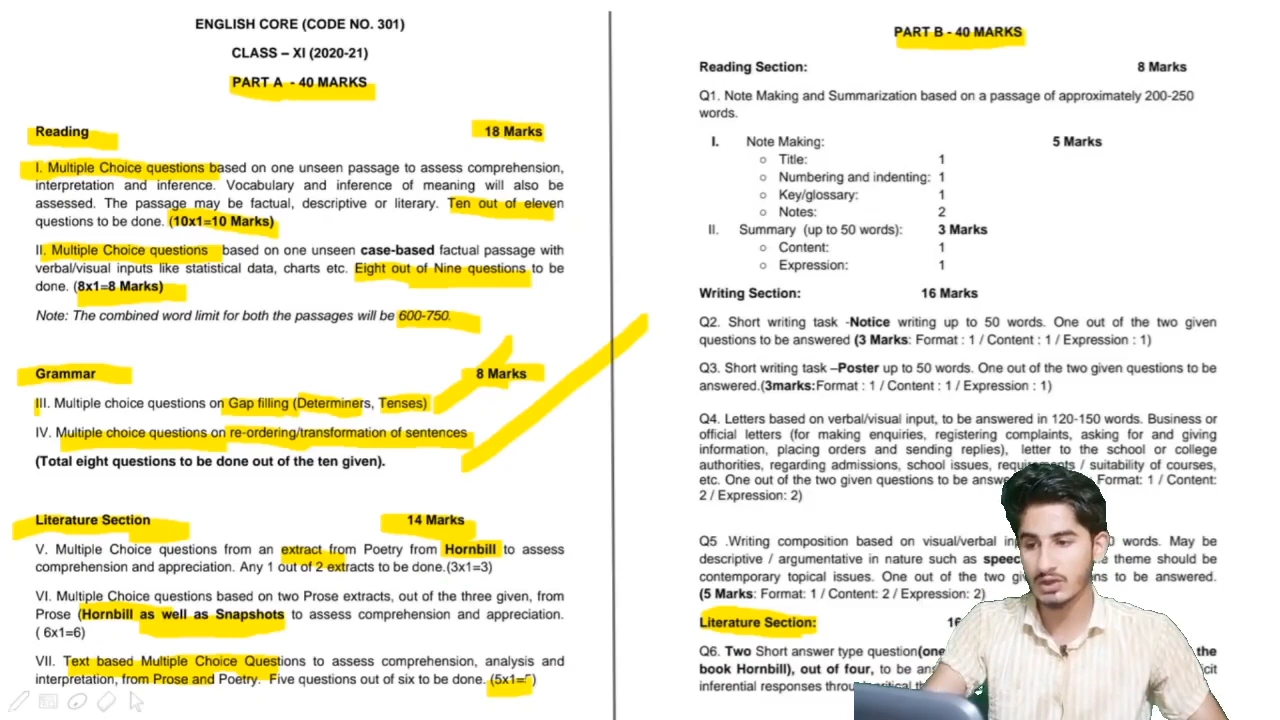 ENGLISH CORE (CODE NO. 301)
CLASS – XI (2020-21)
PART A - 40 MARKS
Reading 18 Marks
I. Multiple Choice questions based on one unseen passage to assess comprehension,
interpretation and inference. Vocabulary and inference of meaning will also be
assessed. The passage may be factual, descriptive or literary. Ten out of eleven
questions to be done. (10x1=10 Marks)
II. Multiple Choice questions based on one unseen case-based factual passage with
verbal/visual inputs like statistical data, charts etc. Eight out of Nine questions to be
done. (8x1=8 Marks)
Note: The combined word limit for both the passages will be 600-750.
Grammar 8 Marks
III. Multiple choice questions on Gap filling (Determiners, Tenses)
IV. Multiple choice questions on re-ordering/transformation of sentences
(Total eight questions to be done out of the ten given).
Literature Section 14 Marks
V. Multiple Choice questions from an extract from Poetry from Hornbill to assess
comprehension and appreciation. Any 1 out of 2 extracts to be done.(3x1=3)
VI. Multiple Choice questions based on two Prose extracts, out of the three given, from
Prose (Hornbill as well as Snapshots to assess comprehension and appreciation.
( 6x1=6)
VII. Text based Multiple Choice Questions to assess comprehension, analysis and
interpretation, from Prose and Poetry. Five questions out of six to be done. (5x1= )
PART B - 40 MARKS
Reading Section: 8 Marks
Q1. Note Making and Summarization based on a passage of approximately 200-250
words.
I. Note Making: 5 Marks
○ Title: 1
○ Numbering and indenting: 1
○ Key/glossary: 1
○ Notes: 2
II. Summary (up to 50 words): 3 Marks
○ Content: 1
○ Expression: 1
Writing Section: 16 Marks
Q2. Short writing task -Notice writing up to 50 words. One out of the two given
questions to be answered (3 Marks: Format : 1 / Content : 1 / Expression : 1)
Q3. Short writing task –Poster up to 50 words. One out of the two given questions to be
answered.(3marks:Format : 1 / Content : 1 / Expression : 1)
Q4. Letters based on verbal/visual input, to be answered in 120-150 words. Business or
official letters (for making enquiries, registering complaints, asking for and giving
information, placing orders and sending replies), letter to the school or college
authorities, regarding admissions, school issues, requirements / suitability of courses,
etc. One out of the two given questions to be Format: 1 / Content:
2 / Expression: 2)
Q5 .Writing composition based on visual/verbal words. May be
descriptive / argumentative in nature such as theme should be
contemporary topical issues. One out of the two to be answered.
(5 Marks: Format: 1 / Content: 2 / Expression: 2)
Literature Section:
Q6. Two Short answer type question(one the
book Hornbill), out of four, to be
inferential responses